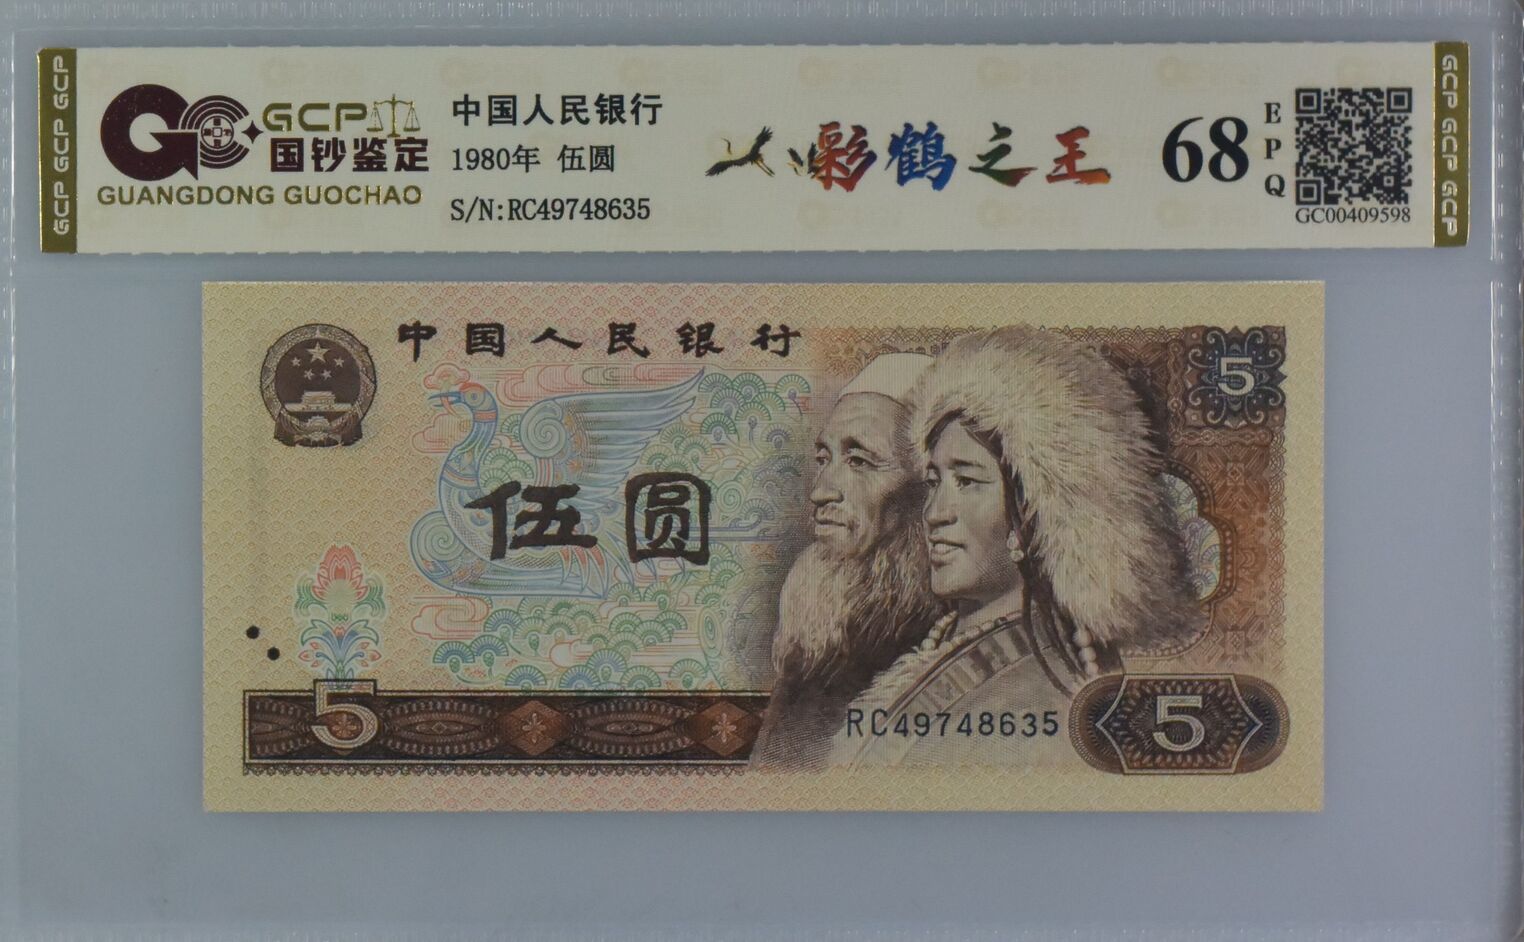 GCP GCP GCP
GCP
国钞鉴定
GUANGDONG GUOCHAO
中国人民银行
1980年 伍圆
S/N:RC49748635
彩鹤之王
68
EPQ
GC00409598
GCP GCP GCP
中国人民银行
5
伍圆
5
RC49748635
5